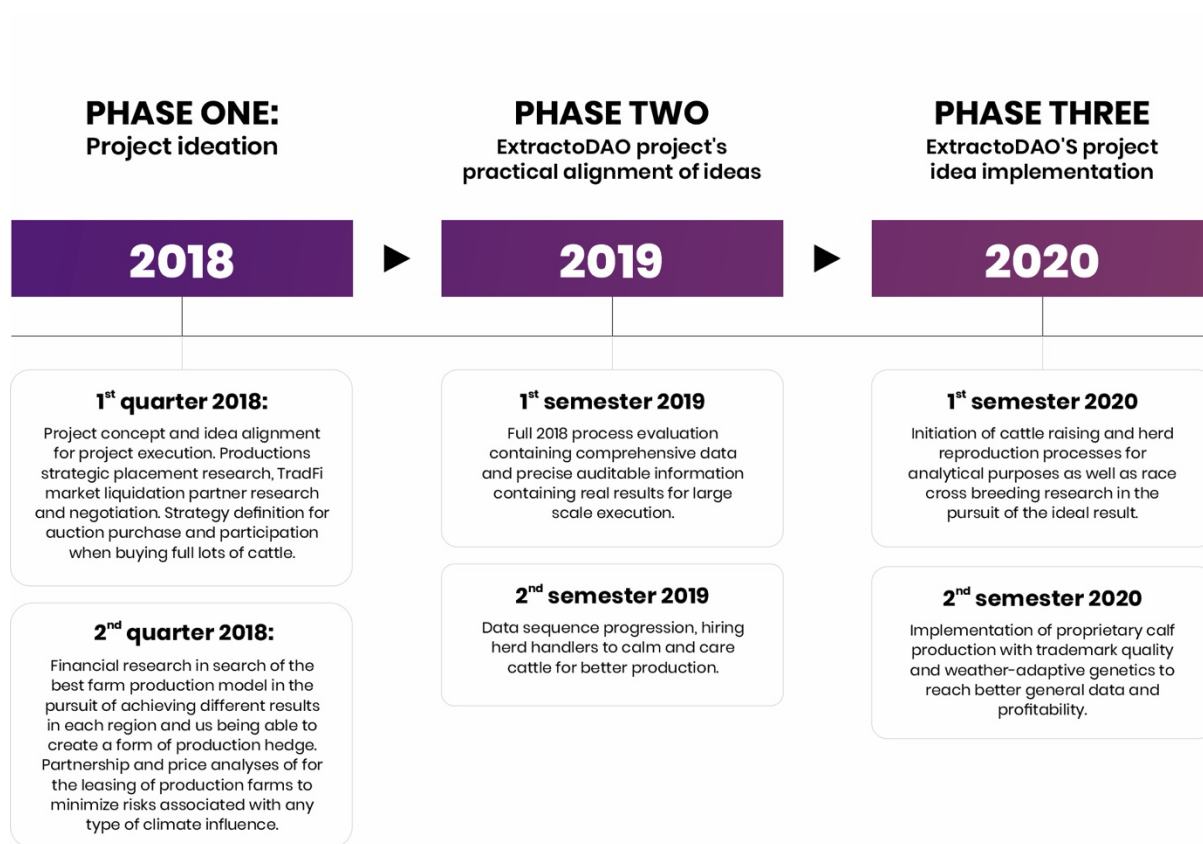 PHASE ONE:
Project ideation
2018
1st quarter 2018:
Project concept and idea alignment
for project execution. Productions
strategic placement research, TradFi
market liquidation partner research
and negotiation. Strategy definition for
auction purchase and participation
when buying full lots of cattle.
2nd quarter 2018:
Financial research in search of the
best farm production model in the
pursuit of achieving different results
in each region and us being able to
create a form of production hedge.
Partnership and price analyses of for
the leasing of production farms to
minimize risks associated with any
type of climate influence.
PHASE TWO
ExtractoDAO project's
practical alignment of ideas
2019
1st semester 2019
Full 2018 process evaluation
containing comprehensive data
and precise auditable information
containing real results for large
scale execution.
2nd semester 2019
Data sequence progression, hiring
herd handlers to calm and care
cattle for better production.
PHASE THREE
ExtractoDAO'S project
idea implementation
2020
1st semester 2020
Initiation of cattle raising and herd
reproduction processes for
analytical purposes as well as race
cross breeding research in the
pursuit of the ideal result.
2nd semester 2020
Implementation of proprietary calf
production with trademark quality
and weather-adaptive genetics to
reach better general data and
profitability.